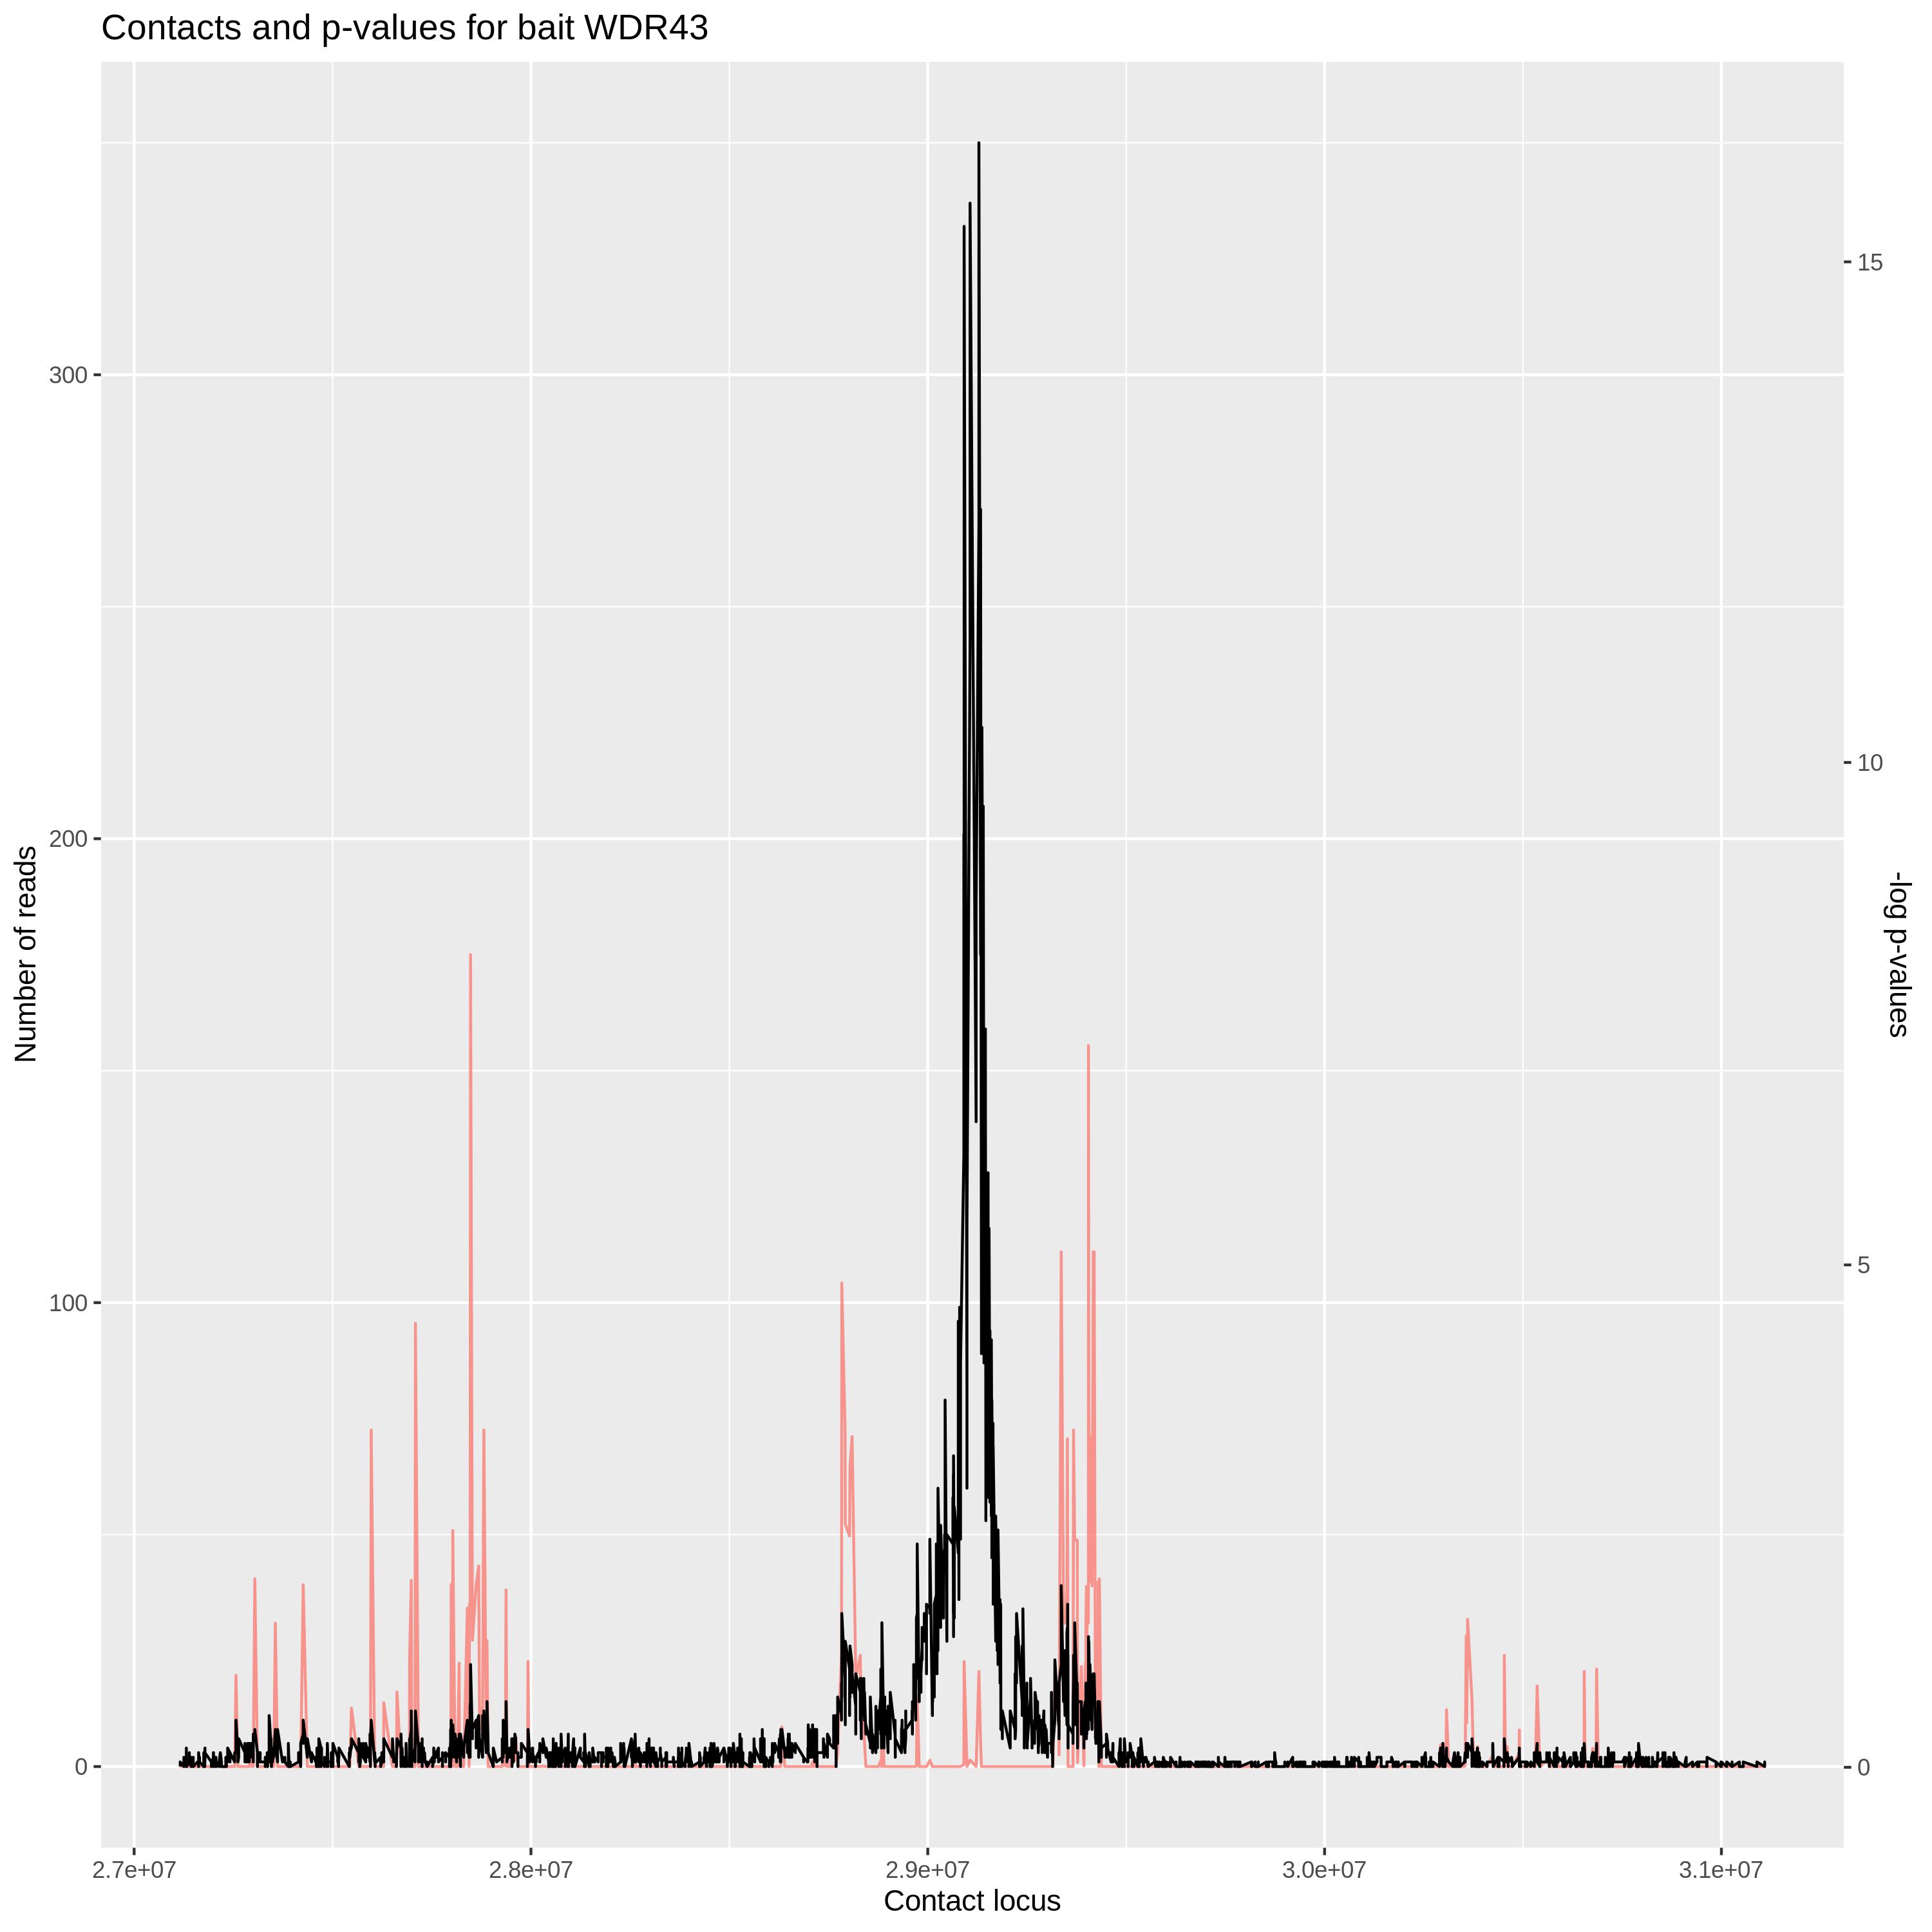 Contacts and p-values for bait WDR43
Number of reads
300
200
100
0
15
10
5
0
-log p-values
2.7e+07
2.8e+07
2.9e+07
3.0e+07
3.1e+07
Contact locus